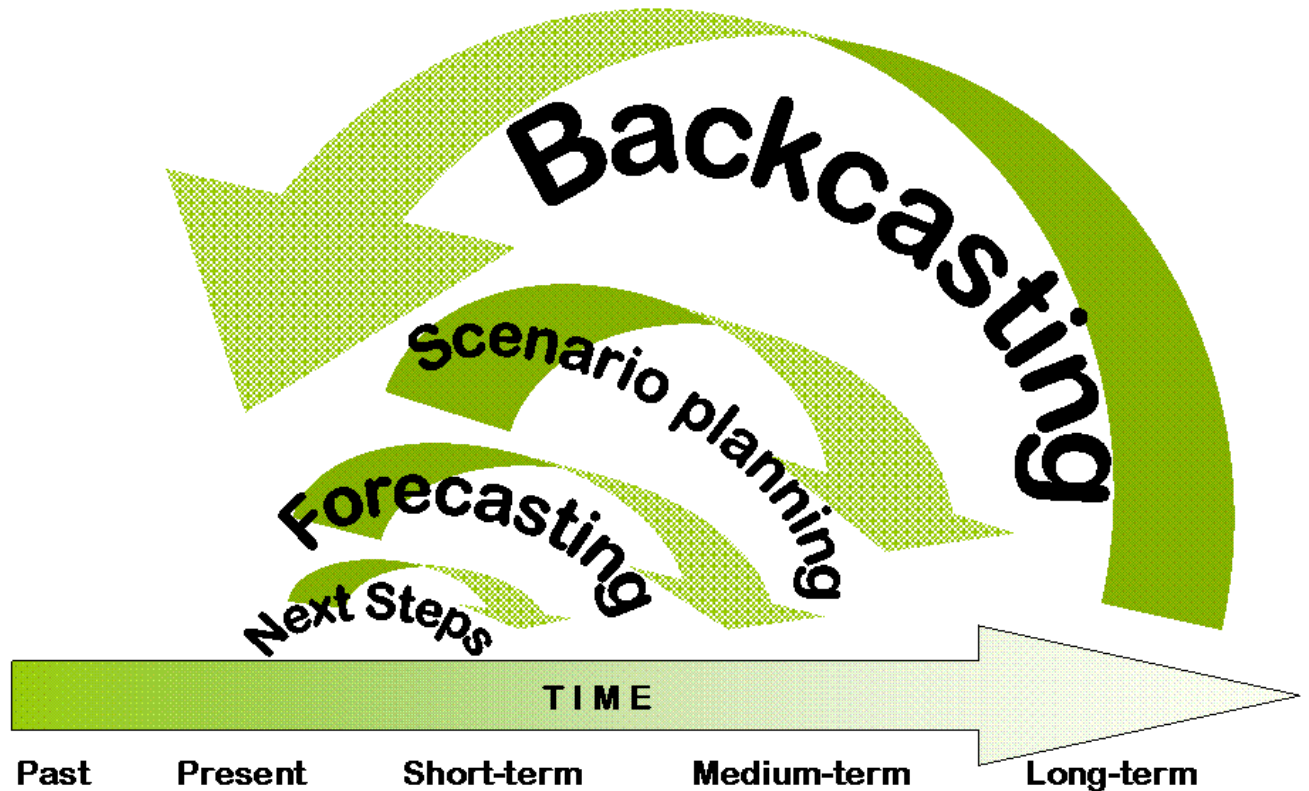 Backcasting
Scenario planning
Forecasting
Next Steps
TIME
Past Present Short-term Medium-term Long-term